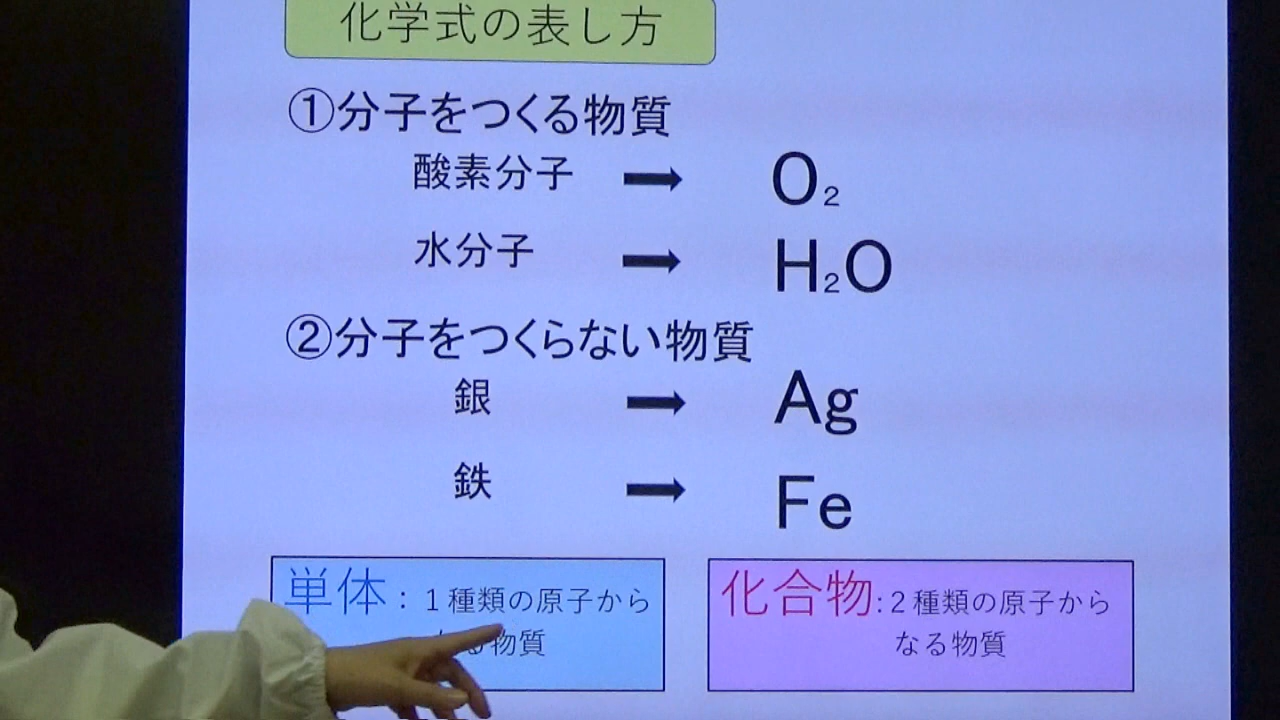 化学式の表し方
①分子をつくる物質
酸素分子 ➡ O₂
水分子 ➡ H₂O
②分子をつくらない物質
銀 ➡ Ag
鉄 ➡ Fe
単体：１種類の原子から
なる物質
化合物:２種類の原子から
なる物質